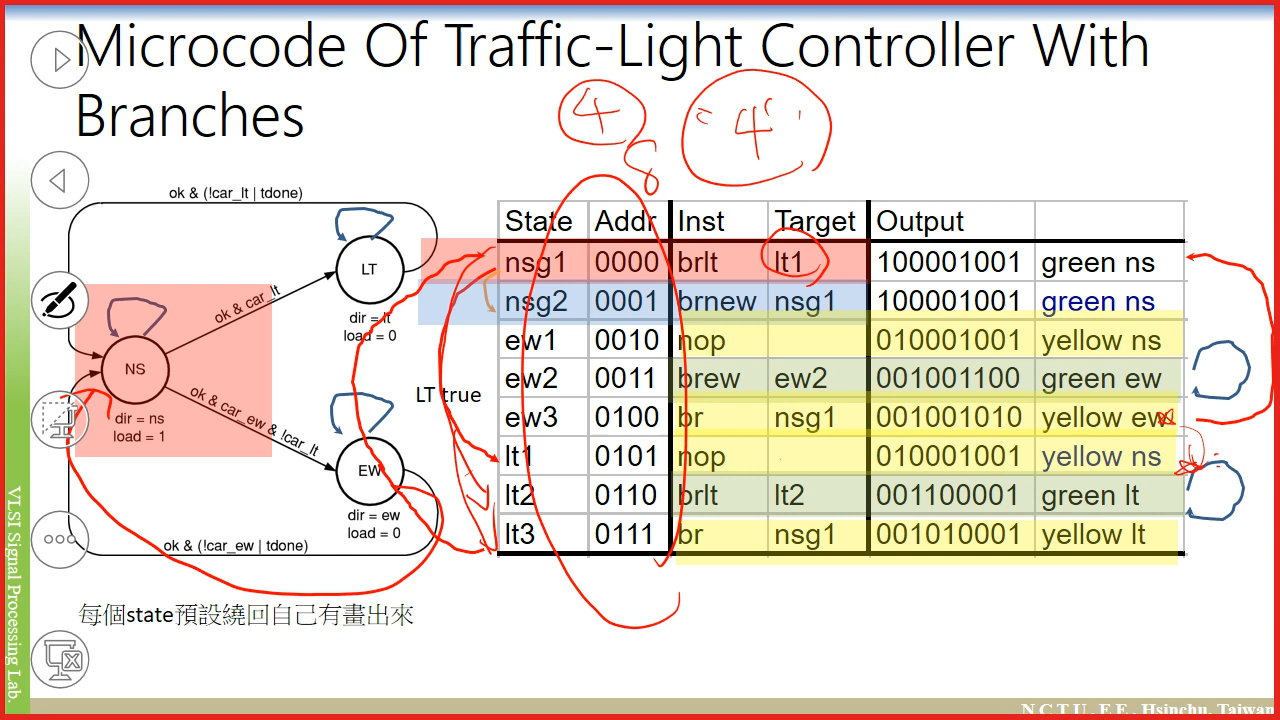 Microcode Of Traffic-Light Controller With
Branches
4
8
"4"
ok & (!car_lt | tdone)
LT
ok & car_lt
dir = lt
load = 0
NS
dir = ns
load = 1
ok & car_ew & !car_lt
EW
dir = ew
load = 0
ok & (!car_ew | tdone)
LT true
State Addr Inst Target Output
nsg1 0000 brlt lt1 100001001 green ns
nsg2 0001 brnew nsg1 100001001 green ns
ew1 0010 nop 010001001 yellow ns
ew2 0011 brew ew2 001001100 green ew
ew3 0100 br nsg1 001001010 yellow ew
lt1 0101 nop 010001001 yellow ns
lt2 0110 brlt lt2 001100001 green lt
lt3 0111 br nsg1 001010001 yellow lt
每個state預設繞回自己有畫出來
VLSI Signal Processing Lab.
N C T U . E E , Hsinchu, Taiwan